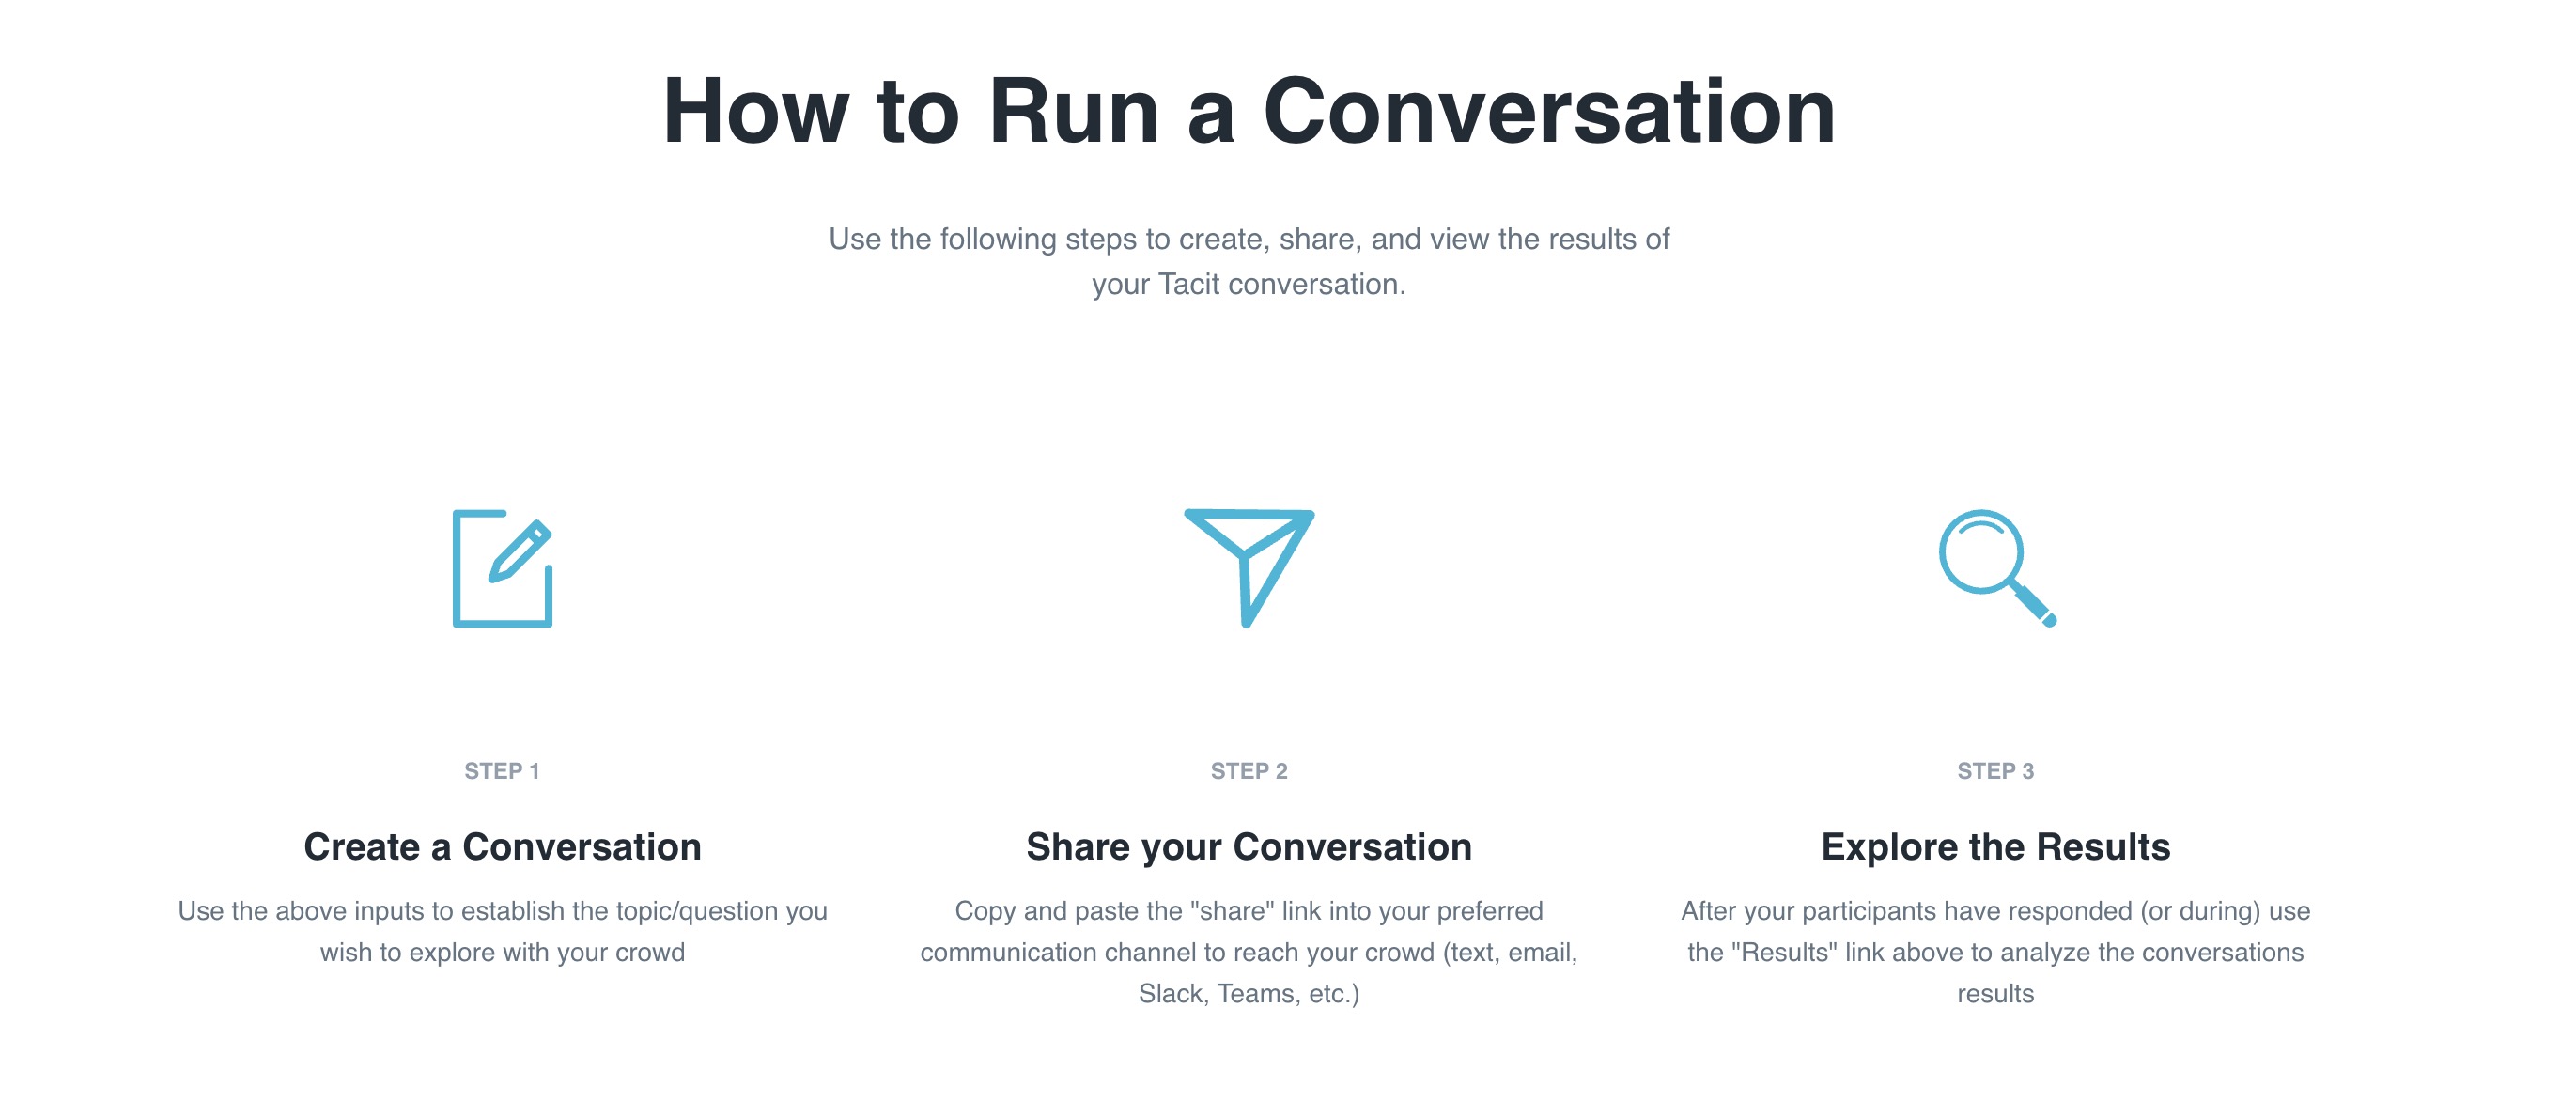 How to Run a Conversation
Use the following steps to create, share, and view the results of
your Tacit conversation.
STEP 1
Create a Conversation
Use the above inputs to establish the topic/question you
wish to explore with your crowd
STEP 2
Share your Conversation
Copy and paste the "share" link into your preferred
communication channel to reach your crowd (text, email,
Slack, Teams, etc.)
STEP 3
Explore the Results
After your participants have responded (or during) use
the "Results" link above to analyze the conversations
results